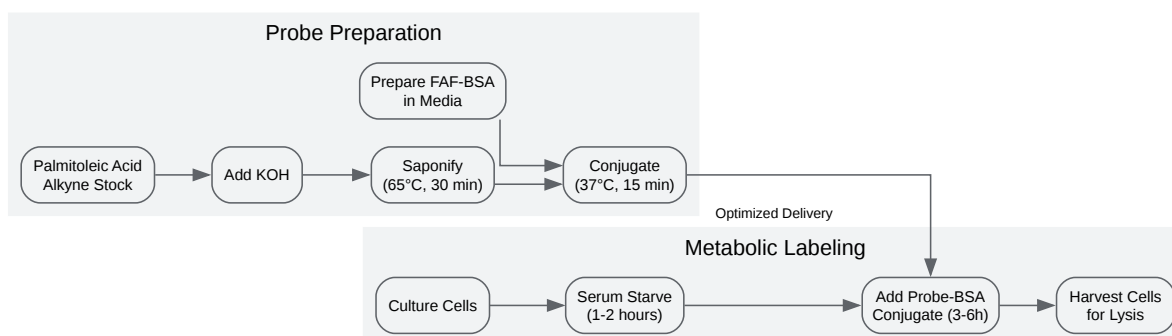 Probe Preparation
Prepare FAF-BSA
in Media
Palmitoleic Acid
Alkyne Stock
Add KOH
Saponify
(65°C, 30 min)
Conjugate
(37°C, 15 min)
Optimized Delivery
Metabolic Labeling
Culture Cells
Serum Starve
(1-2 hours)
Add Probe-BSA
Conjugate (3-6h)
Harvest Cells
for Lysis